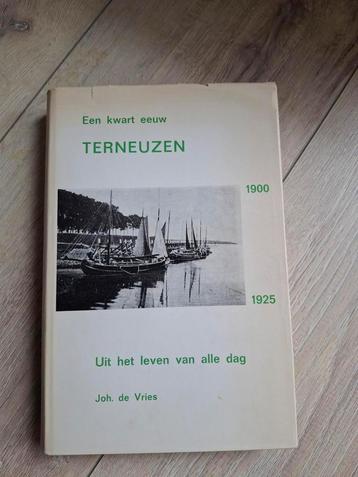 Een kwart eeuw
TERNEUZEN
1900
1925
Uit het leven van alle dag
Joh. de Vries